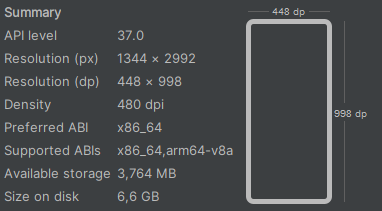 Summary
API level 37.0
Resolution (px) 1344 × 2992
Resolution (dp) 448 × 998
Density 480 dpi
Preferred ABI x86_64
Supported ABIs x86_64,arm64-v8a
Available storage 3,764 MB
Size on disk 6,6 GB
448 dp
998 dp